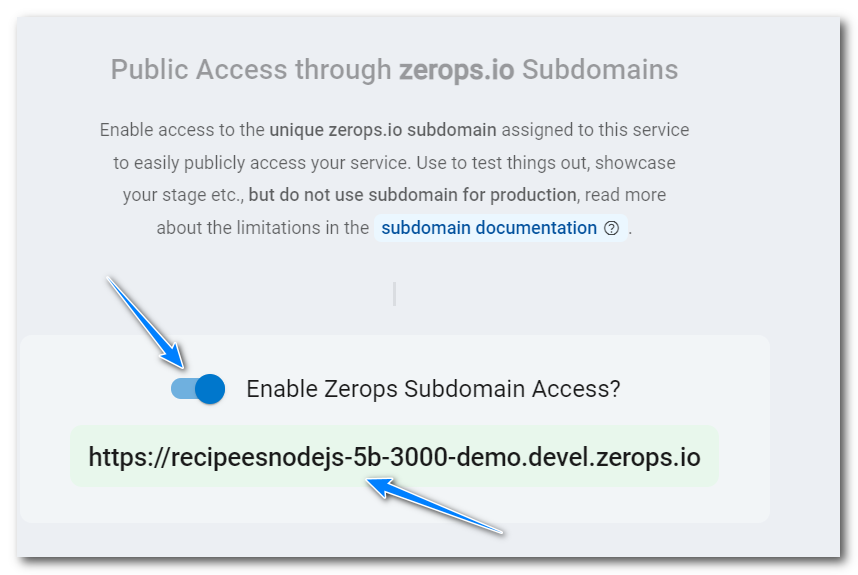 Public Access through zerops.io Subdomains
Enable access to the unique zerops.io subdomain assigned to this service
to easily publicly access your service. Use to test things out, showcase
your stage etc., but do not use subdomain for production, read more
about the limitations in the subdomain documentation ? .
Enable Zerops Subdomain Access?
https://recipeesnodejs-5b-3000-demo.devel.zerops.io